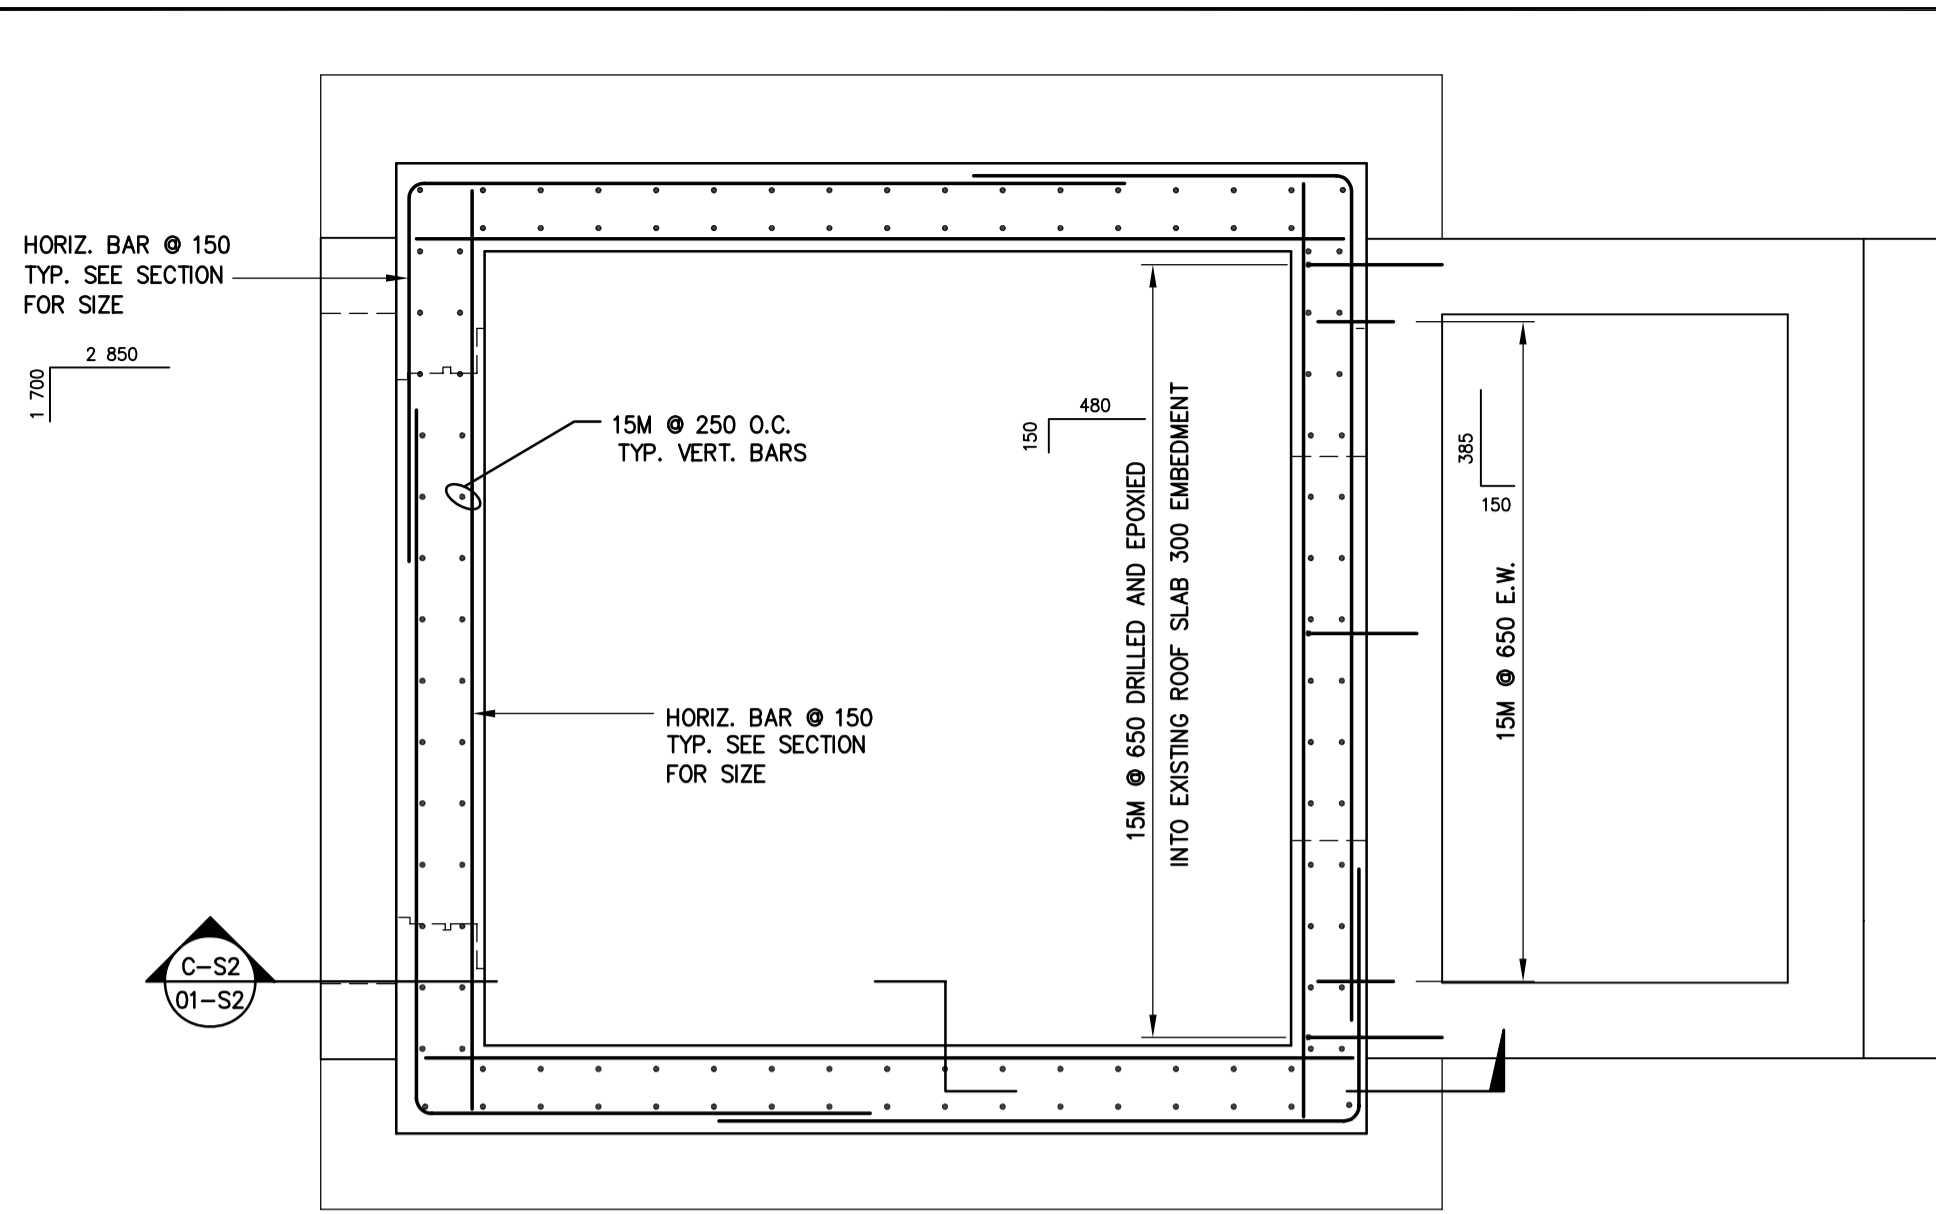 HORIZ. BAR @ 150
TYP. SEE SECTION
FOR SIZE
2 850
1 700
15M @ 250 O.C.
TYP. VERT. BARS
480
150
15M @ 650 DRILLED AND EPOXIED
INTO EXISTING ROOF SLAB 300 EMBEDMENT
385
150
15M @ 650 E.W.
HORIZ. BAR @ 150
TYP. SEE SECTION
FOR SIZE
C-S2
01-S2